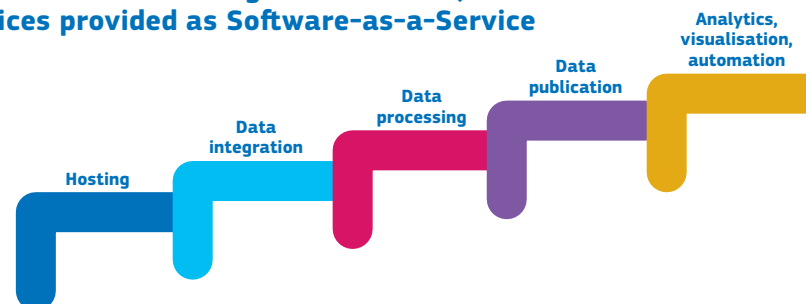 ices provided as Software-as-a-Service
Analytics,
visualisation,
automation
Data
publication
Data
processing
Data
integration
Hosting